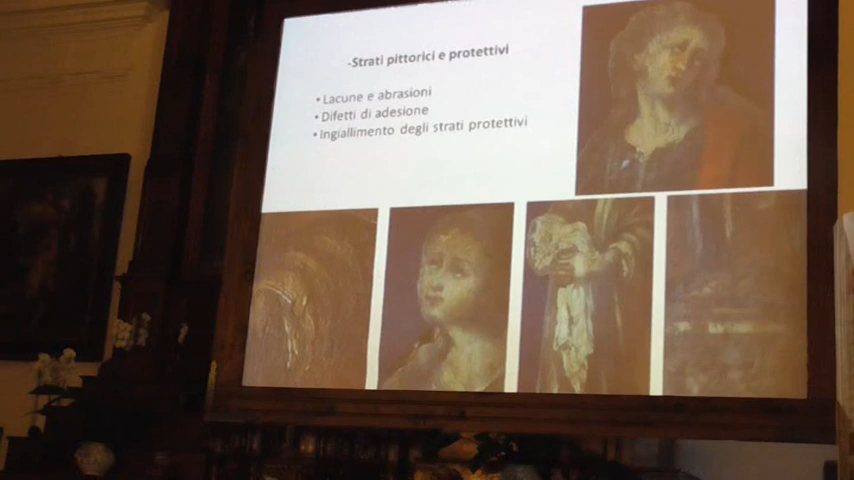 -Strati pittorici e protettivi
• Lacune e abrasioni
• Difetti di adesione
• Ingiallimento degli strati protettivi